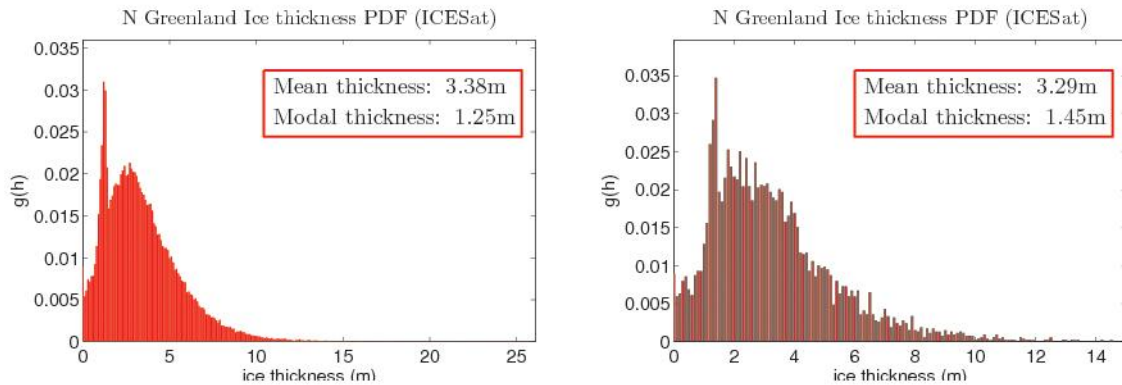 N Greenland Ice thickness PDF (ICESat)
0.035
0.03
0.025
0.02
0.015
0.01
0.005
0
g(h)
Mean thickness: 3.38m
Modal thickness: 1.25m
0 5 10 15 20 25
ice thickness (m)
N Greenland Ice thickness PDF (ICESat)
0.035
0.03
0.025
0.02
0.015
0.01
0.005
0
g(h)
Mean thickness: 3.29m
Modal thickness: 1.45m
0 2 4 6 8 10 12 14
ice thickness (m)